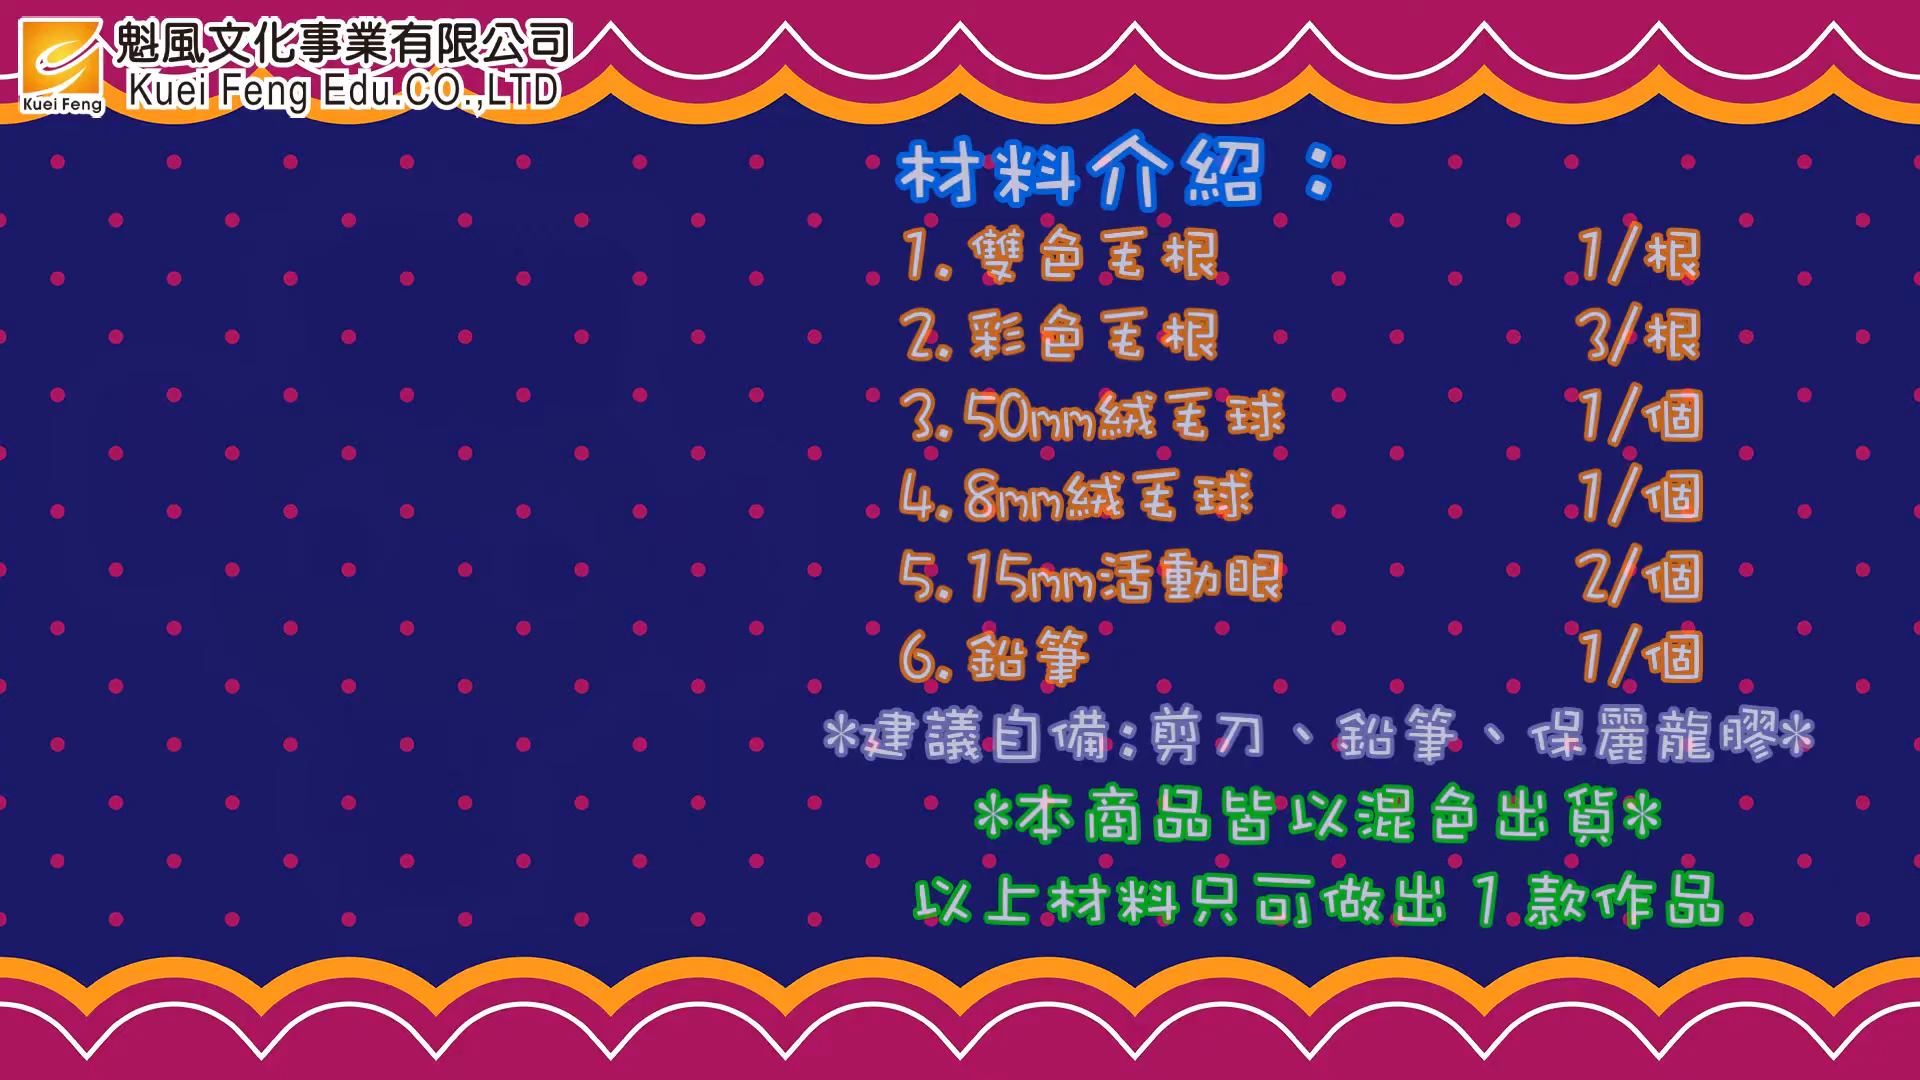 魁風文化事業有限公司
Kuei Feng Edu.CO.,LTD
Kuei Feng
材料介紹：
1.雙色毛根 1/根
2.彩色毛根 3/根
3.50mm絨毛球 1/個
4.8mm絨毛球 1/個
5.15mm活動眼 2/個
6.鉛筆 1/個
*建議自備:剪刀、鉛筆、保麗龍膠*
*本商品皆以混色出貨*
以上材料只可做出1款作品